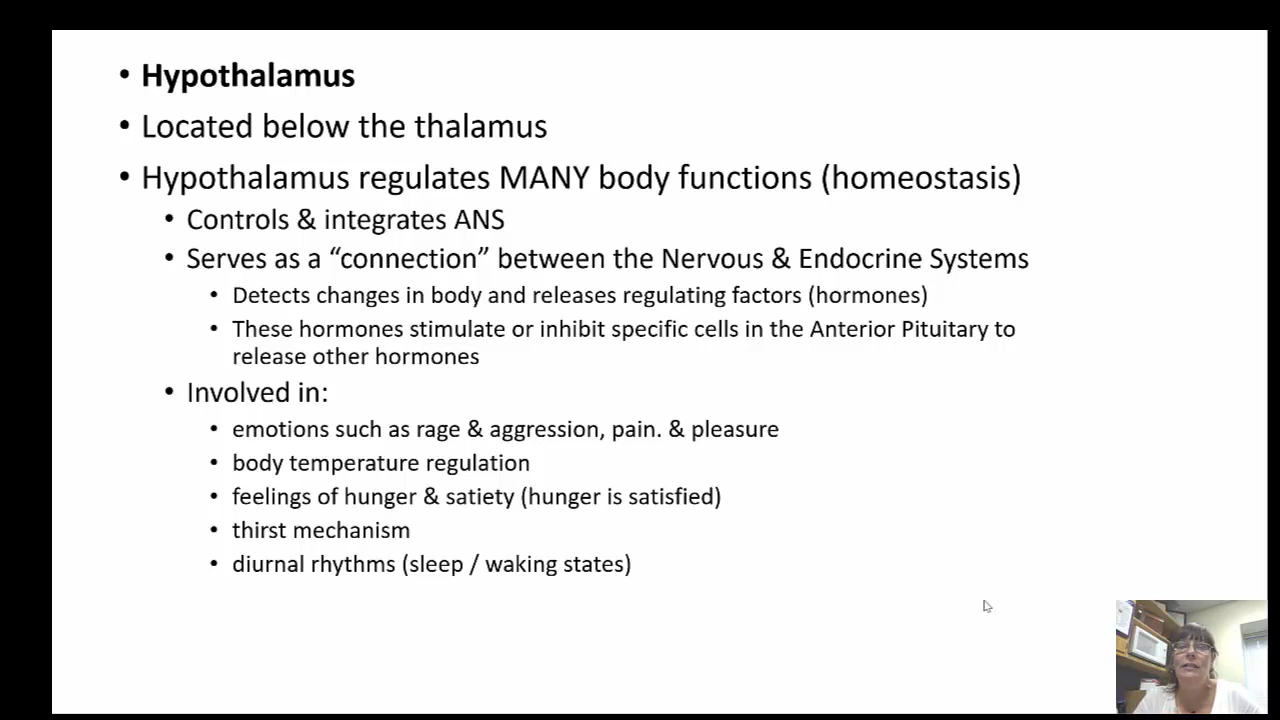 • Hypothalamus
• Located below the thalamus
• Hypothalamus regulates MANY body functions (homeostasis)
• Controls & integrates ANS
• Serves as a “connection” between the Nervous & Endocrine Systems
• Detects changes in body and releases regulating factors (hormones)
• These hormones stimulate or inhibit specific cells in the Anterior Pituitary to
release other hormones
• Involved in:
• emotions such as rage & aggression, pain. & pleasure
• body temperature regulation
• feelings of hunger & satiety (hunger is satisfied)
• thirst mechanism
• diurnal rhythms (sleep / waking states)